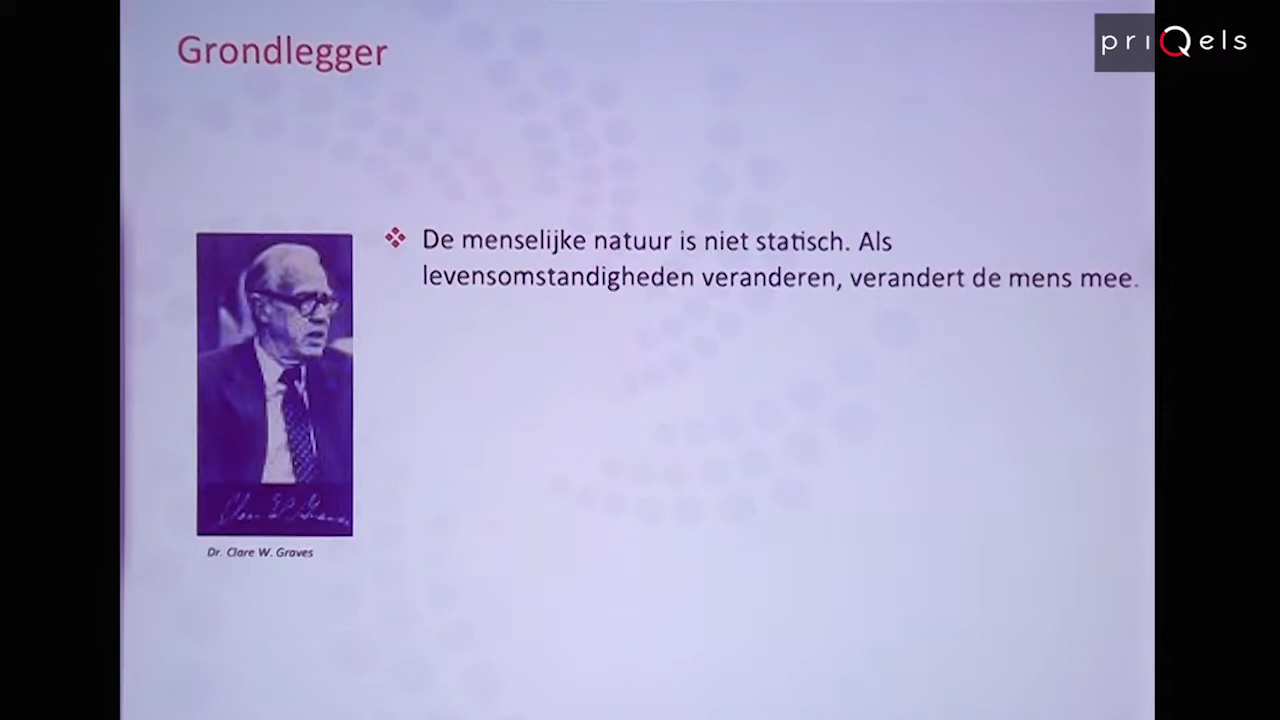 Grondlegger
priQels
De menselijke natuur is niet statisch. Als
levensomstandigheden veranderen, verandert de mens mee.
Dr. Clare W. Graves